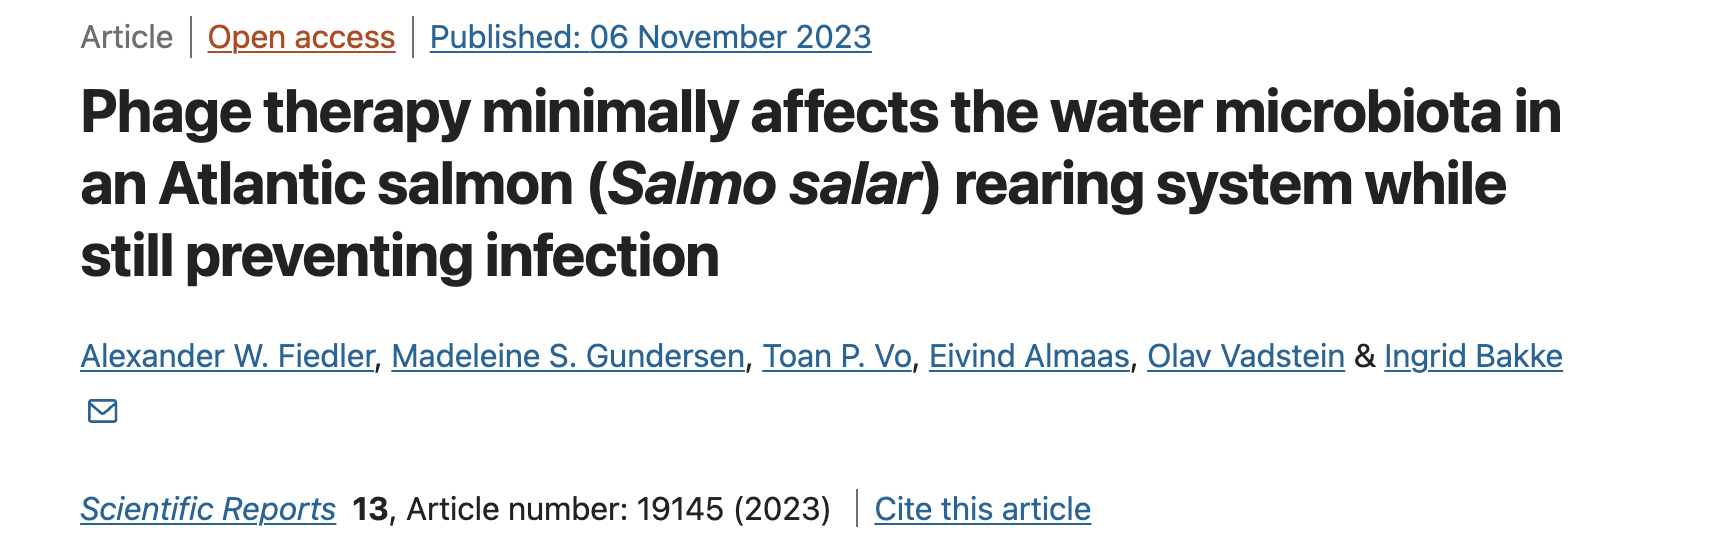 Article | Open access | Published: 06 November 2023
Phage therapy minimally affects the water microbiota in
an Atlantic salmon (Salmo salar) rearing system while
still preventing infection
Alexander W. Fiedler, Madeleine S. Gundersen, Toan P. Vo, Eivind Almaas, Olav Vadstein & Ingrid Bakke
Scientific Reports 13, Article number: 19145 (2023) | Cite this article